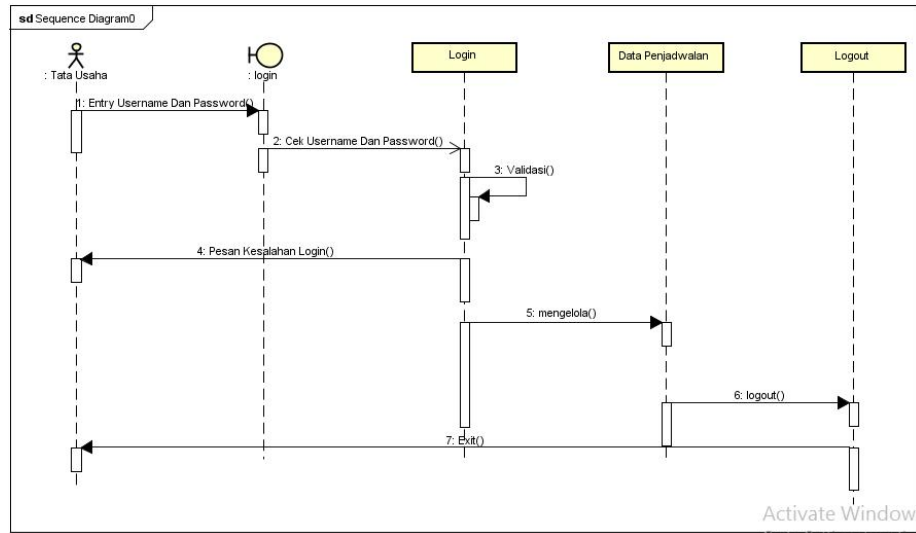 sd Sequence Diagram0
: Tata Usaha
: login
Login
Data Penjadwalan
Logout
1: Entry Username Dan Password()
2: Cek Username Dan Password()
3: Validasi()
4: Pesan Kesalahan Login()
5: mengelola()
6: logout()
7: Exit()
Activate Window